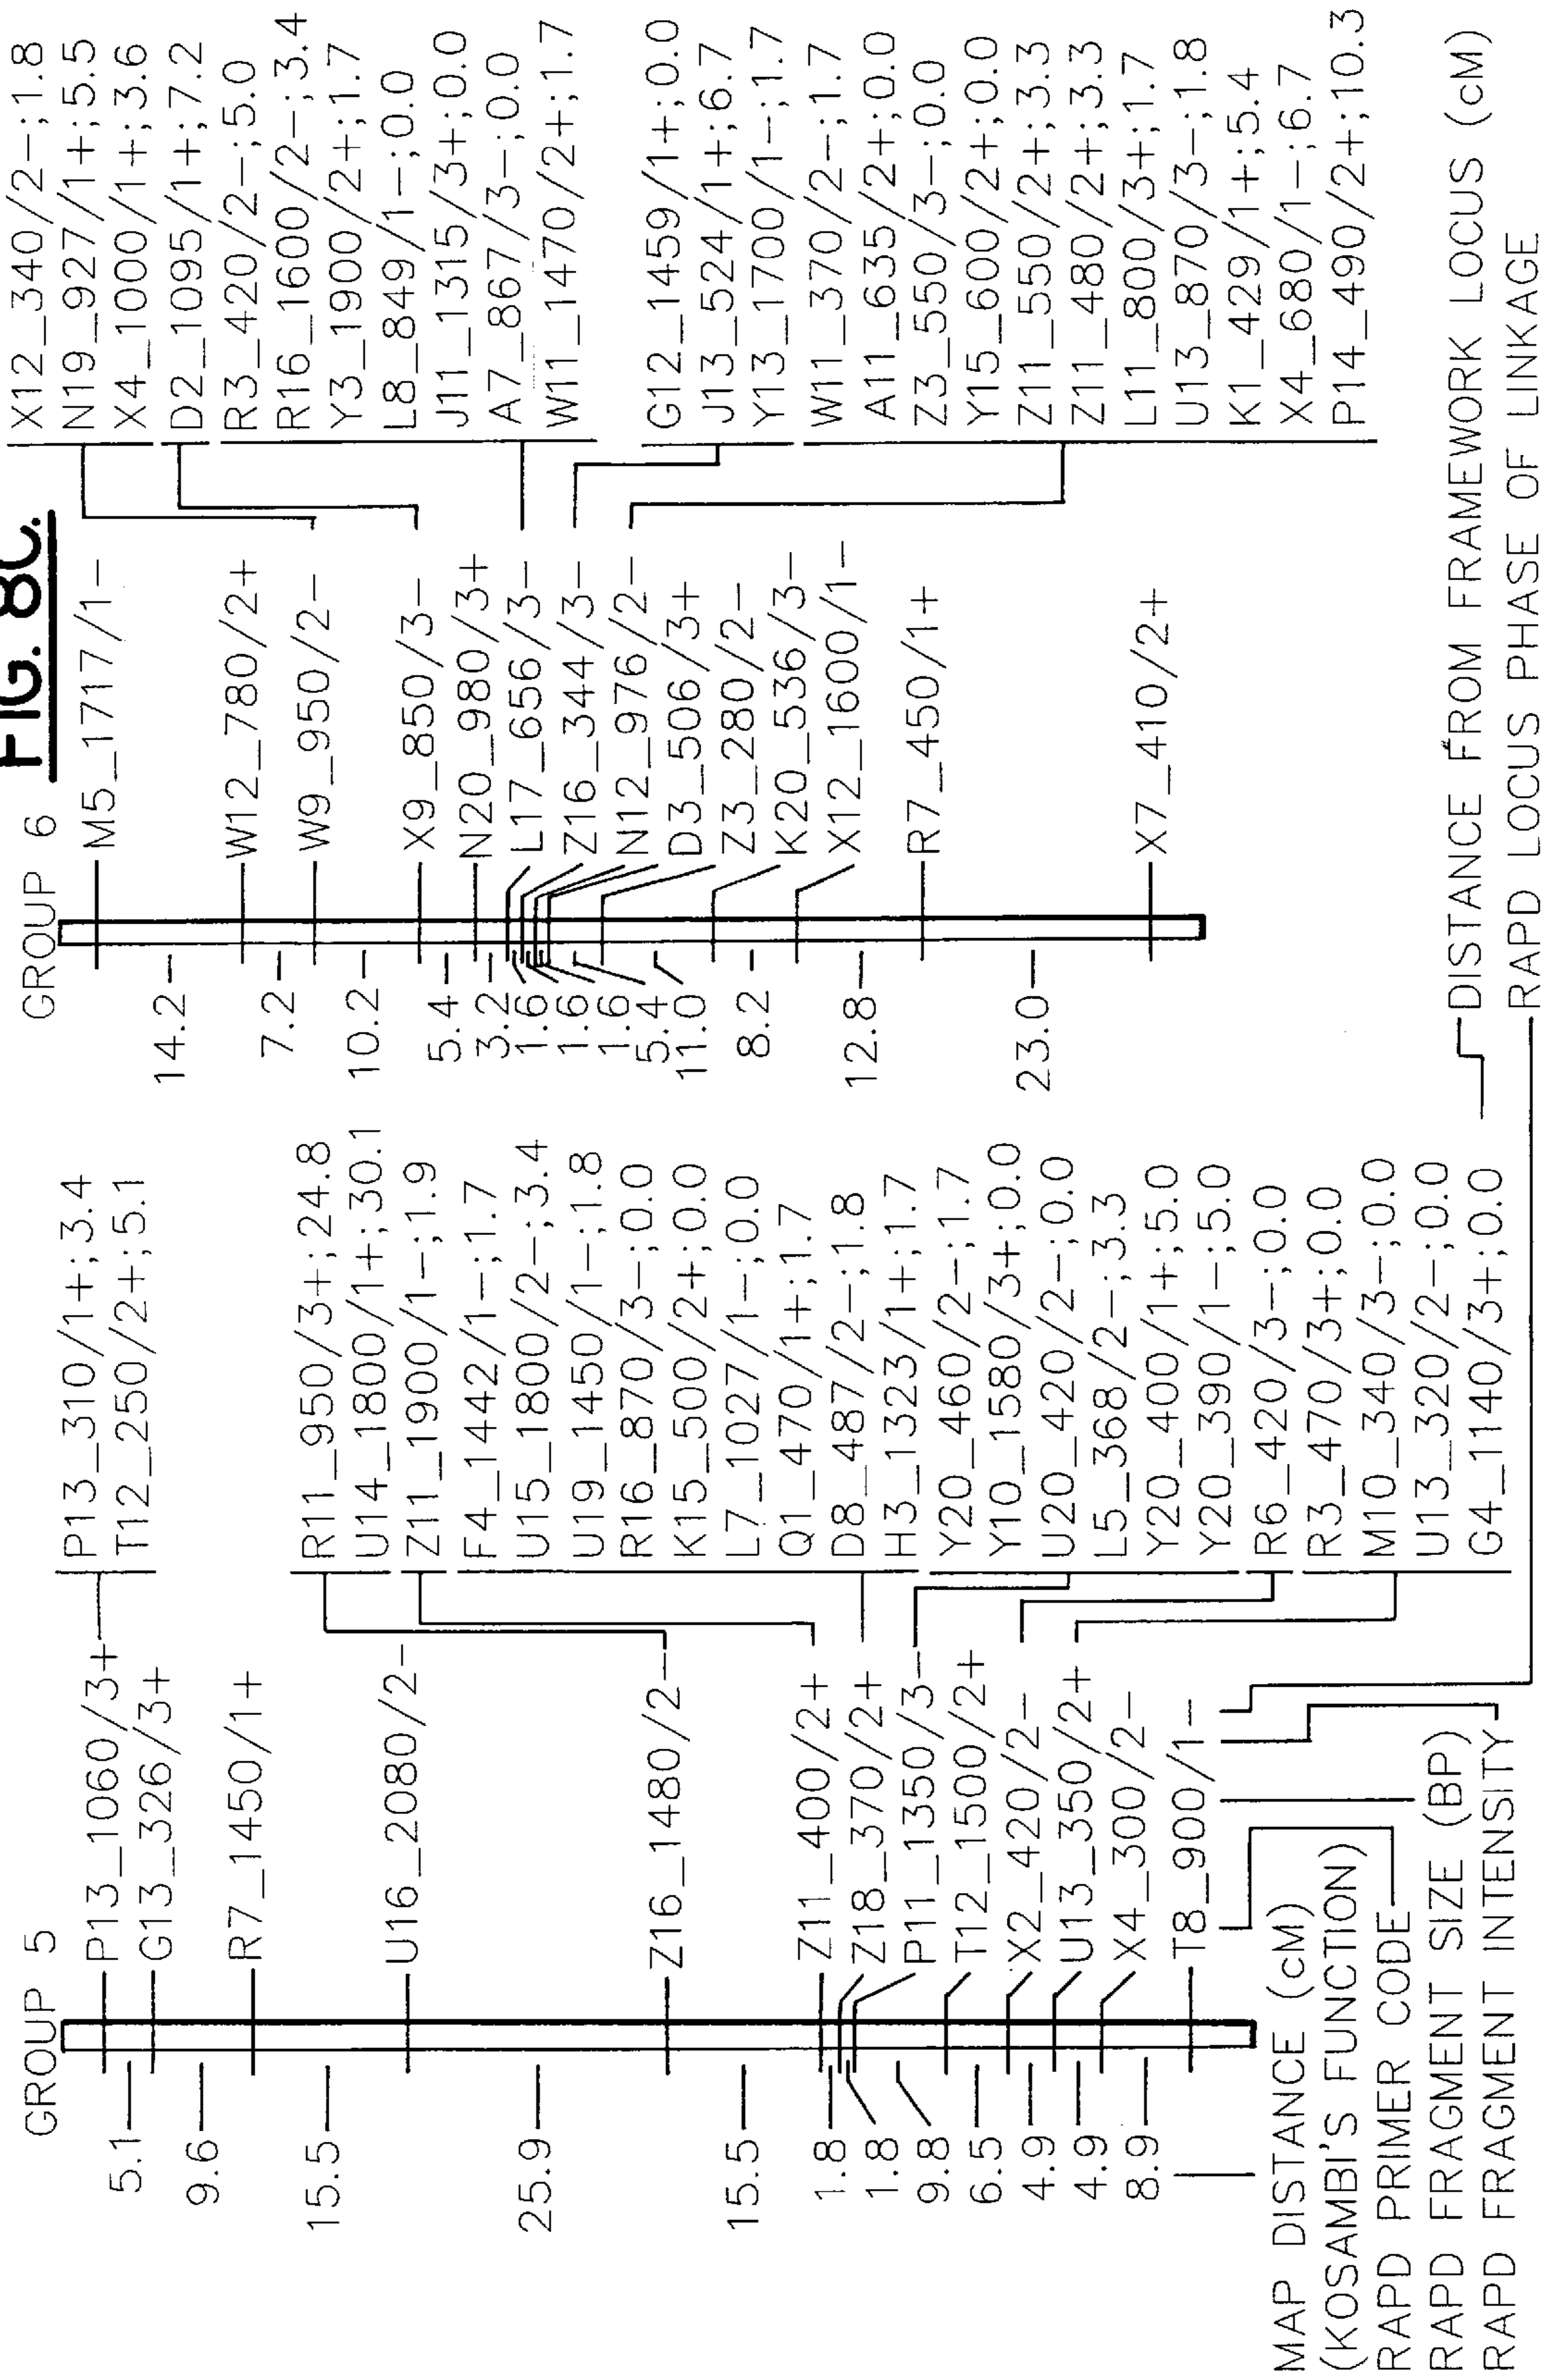 FIG. 8C.
GROUP 5
5.1
9.6
15.5
25.9
15.5
1.8
1.8
9.8
6.5
4.9
4.9
8.9
P13_1060/3+
G13_326/3+
R7_1450/1+
U16_2080/2-
Z16_1480/2-
Z11_400/2+
Z18_370/2+
P11_1350/3-
T12_1500/2+
X2_420/2-
U13_350/2+
X4_300/2-
T8_900/1-
P13_310/1+;3.4
T12_250/2+;5.1
R11_950/3+;24.8
U14_1800/1+;30.1
Z11_1900/1-;1.9
F4_1442/1-;1.7
U15_1800/2-;3.4
U19_1450/1-;1.8
R16_870/3-;0.0
K15_500/2+;0.0
L7_1027/1-;0.0
Q1_470/1+;1.7
D8_487/2-;1.8
H3_1323/1+;1.7
Y20_460/2-;1.7
Y10_1580/3+;0.0
U20_420/2-;0.0
L5_368/2-;3.3
Y20_400/1+;5.0
Y20_390/1-;5.0
R6_420/3-;0.0
R3_470/3+;0.0
M10_340/3-;0.0
U13_320/2-;0.0
G4_1140/3+;0.0
GROUP 6
14.2
7.2
10.2
5.4
3.2
1.6
1.6
1.6
5.4
11.0
8.2
12.8
23.0
M5_1717/1-
W12_780/2+
W9_950/2-
X9_850/3-
N20_980/3+
L17_656/3-
Z16_344/3-
N12_976/2-
D3_506/3+
Z3_280/2-
K20_536/3-
X12_1600/1-
R7_450/1+
X7_410/2+
X12_340/2-;1.8
N19_927/1+;5.5
X4_1000/1+;3.6
D2_1095/1+;7.2
R3_420/2-;5.0
R16_1600/2-;3.4
Y3_1900/2+;1.7
L8_849/1-;0.0
J11_1315/3+;0.0
A7_867/3-;0.0
W11_1470/2+;1.7
G12_1459/1+;0.0
J13_524/1+;6.7
Y13_1700/1-;1.7
W11_370/2-;1.7
A11_635/2+;0.0
Z3_550/3-;0.0
Y15_600/2+;0.0
Z11_550/2+;3.3
Z11_480/2+;3.3
L11_800/3+;1.7
U13_870/3-;1.8
K1_429/1+;5.4
X4_680/1-;6.7
P14_490/2+;10.3
MAP DISTANCE (cM)
(KOSAMBI'S FUNCTION)
RAPD PRIMER CODE
RAPD FRAGMENT SIZE (BP)
RAPD FRAGMENT INTENSITY
DISTANCE FROM FRAMEWORK LOCUS (cM)
RAPD LOCUS PHASE OF LINKAGE